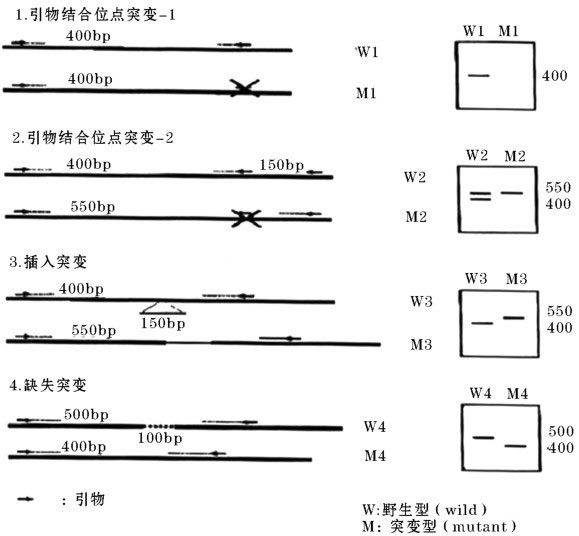 1.引物结合位点突变-1
400bp
W1
400bp
M1
W1 M1
400
2.引物结合位点突变-2
400bp 150bp
W2
550bp
M2
W2 M2
550
400
3.插入突变
400bp
W3
150bp
550bp
M3
W3 M3
550
400
4.缺失突变
500bp
W4
100bp
400bp
M4
W4 M4
500
400
：引物
W:野生型（wild）
M：突变型（mutant）